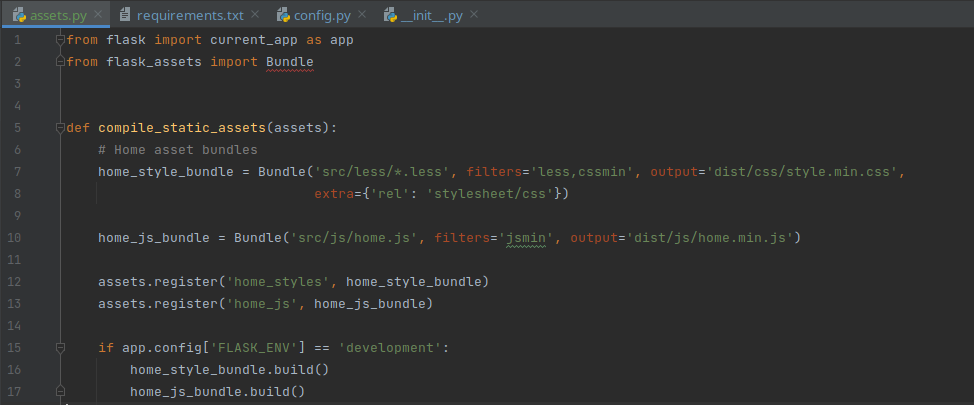 assets.py requirements.txt config.py __init__.py
1 from flask import current_app as app
2 from flask_assets import Bundle
3
4
5 def compile_static_assets(assets):
6     # Home asset bundles
7     home_style_bundle = Bundle('src/less/*.less', filters='less,cssmin', output='dist/css/style.min.css',
8                                extra={'rel': 'stylesheet/css'})
9
10     home_js_bundle = Bundle('src/js/home.js', filters='jsmin', output='dist/js/home.min.js')
11
12     assets.register('home_styles', home_style_bundle)
13     assets.register('home_js', home_js_bundle)
14
15     if app.config['FLASK_ENV'] == 'development':
16         home_style_bundle.build()
17         home_js_bundle.build()